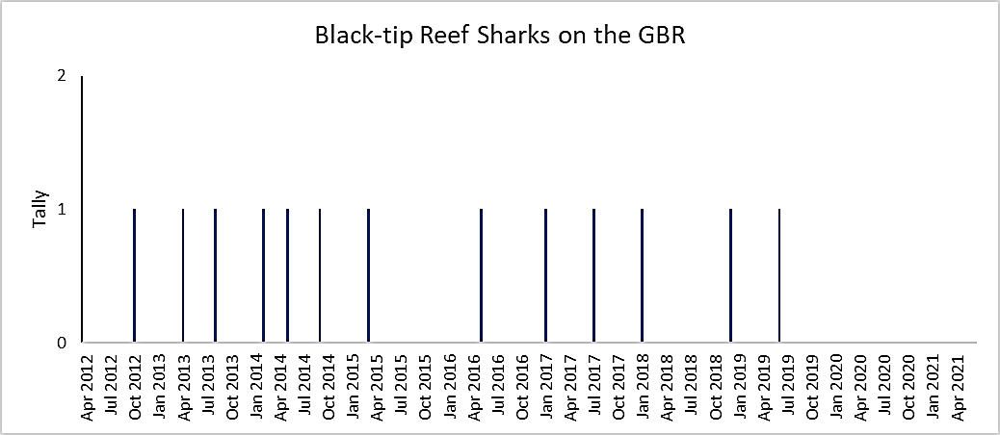 Black-tip Reef Sharks on the GBR
2
Tally
1
0
Apr 2012
Jul 2012
Oct 2012
Jan 2013
Apr 2013
Jul 2013
Oct 2013
Jan 2014
Apr 2014
Jul 2014
Oct 2014
Jan 2015
Apr 2015
Jul 2015
Oct 2015
Jan 2016
Apr 2016
Jul 2016
Oct 2016
Jan 2017
Apr 2017
Jul 2017
Oct 2017
Jan 2018
Apr 2018
Jul 2018
Oct 2018
Jan 2019
Apr 2019
Jul 2019
Oct 2019
Jan 2020
Apr 2020
Jul 2020
Oct 2020
Jan 2021
Apr 2021